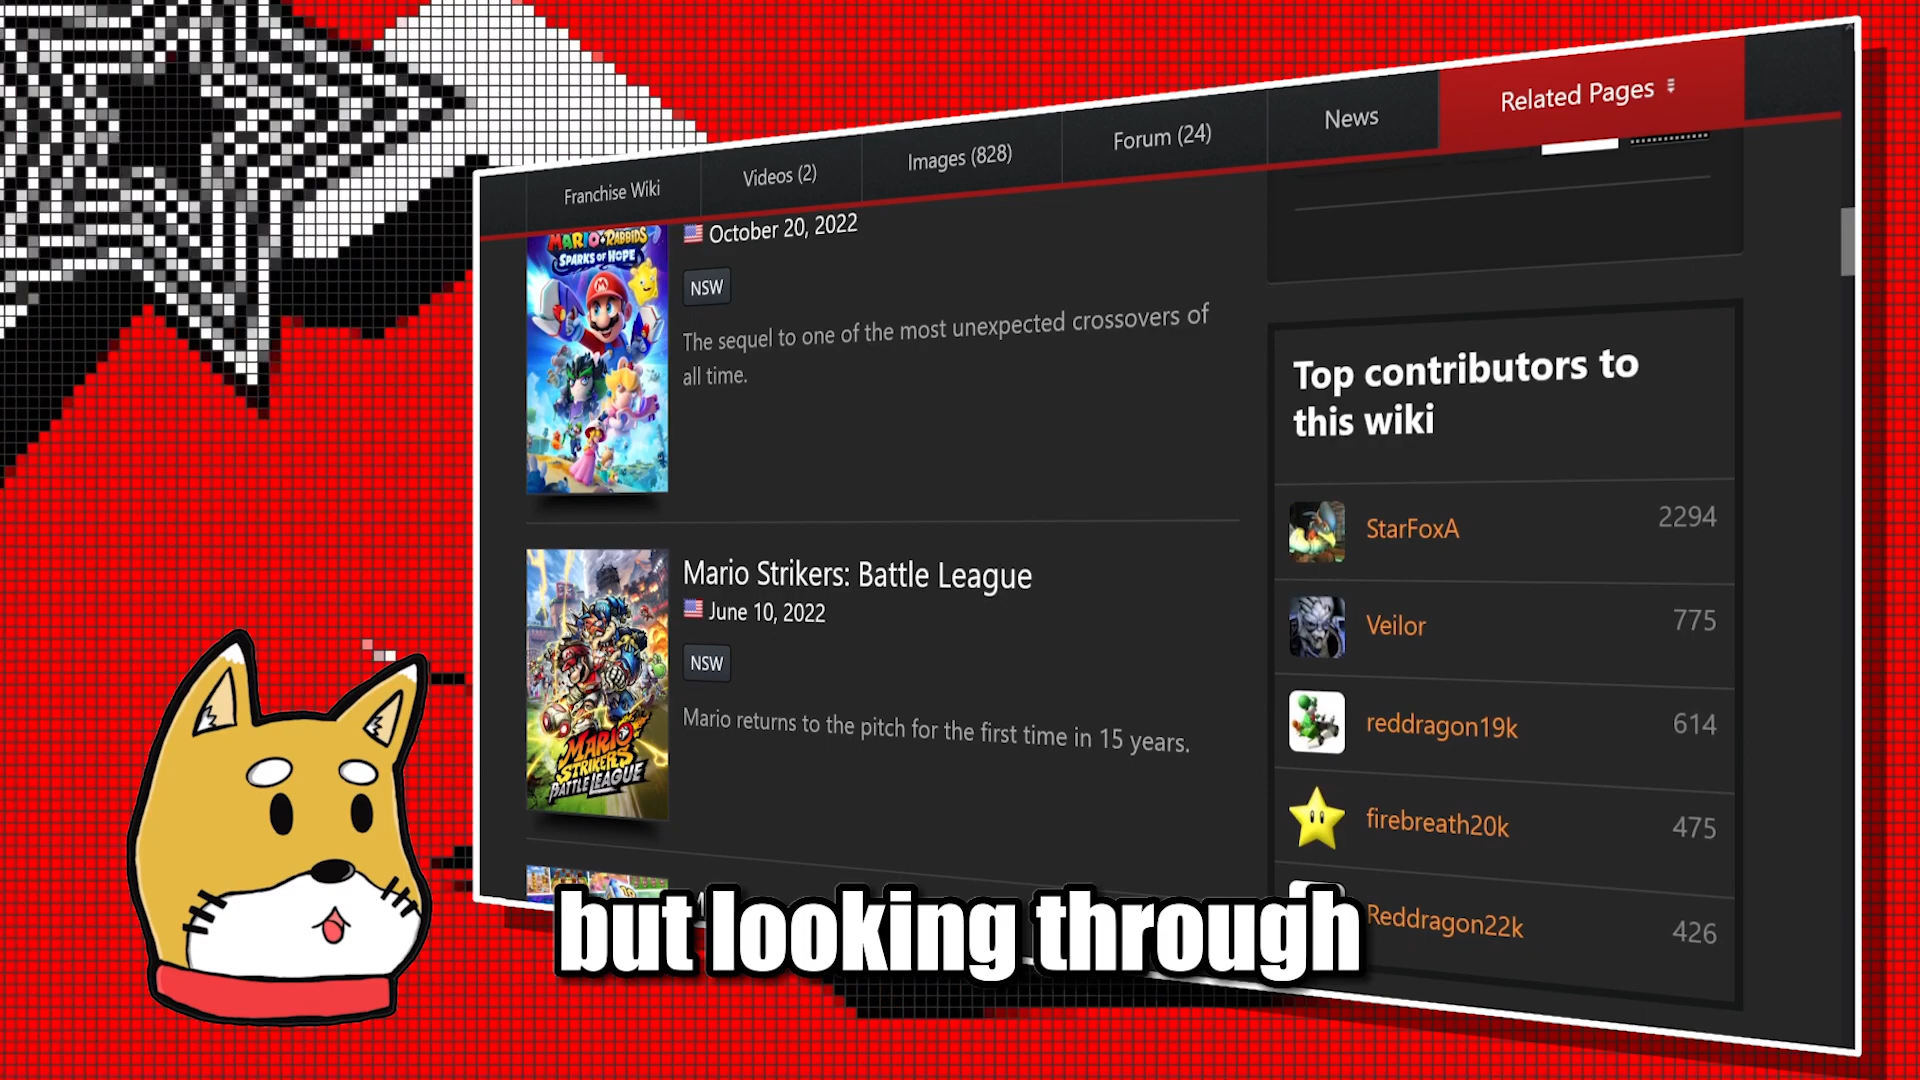 Franchise Wiki
Videos (2)
Images (828)
Forum (24)
News
Related Pages
MARIO + RABBIDS
SPARKS OF HOPE
October 20, 2022
NSW
The sequel to one of the most unexpected crossovers of
all time.
Mario Strikers: Battle League
June 10, 2022
NSW
Mario returns to the pitch for the first time in 15 years.
MARIO
STRIKERS
BATTLE LEAGUE
Top contributors to
this wiki
StarFoxA 2294
Veilor 775
reddragon19k 614
firebreath20k 475
Reddragon22k 426
but looking through